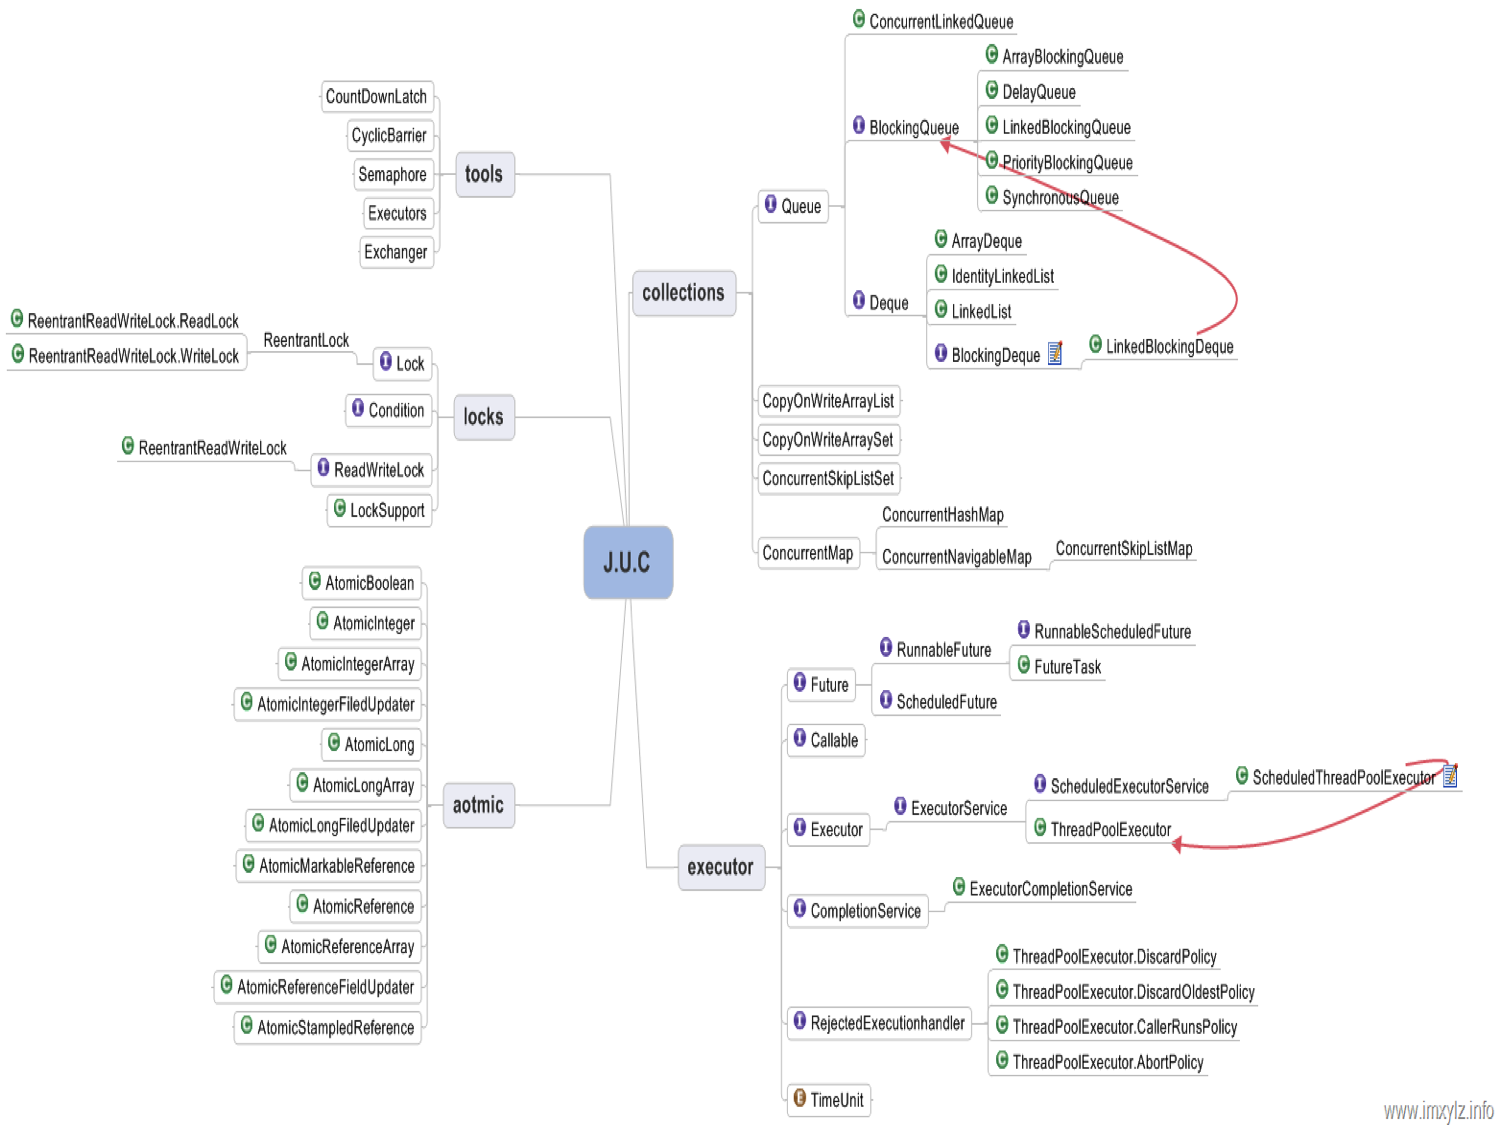 J.U.C
tools
CountDownLatch
CyclicBarrier
Semaphore
Executors
Exchanger
locks
I Lock
ReentrantLock
C ReentrantReadWriteLock.ReadLock
C ReentrantReadWriteLock.WriteLock
I Condition
I ReadWriteLock
C ReentrantReadWriteLock
C LockSupport
aotmic
C AtomicBoolean
C AtomicInteger
C AtomicIntegerArray
C AtomicIntegerFiledUpdater
C AtomicLong
C AtomicLongArray
C AtomicLongFiledUpdater
C AtomicMarkableReference
C AtomicReference
C AtomicReferenceArray
C AtomicReferenceFieldUpdater
C AtomicStampledReference
collections
I Queue
C ConcurrentLinkedQueue
I BlockingQueue
C ArrayBlockingQueue
C DelayQueue
C LinkedBlockingQueue
C PriorityBlockingQueue
C SynchronousQueue
I Deque
C ArrayDeque
C IdentityLinkedList
C LinkedList
I BlockingDeque
C LinkedBlockingDeque
CopyOnWriteArrayList
CopyOnWriteArraySet
ConcurrentSkipListSet
ConcurrentMap
ConcurrentHashMap
ConcurrentNavigableMap
ConcurrentSkipListMap
executor
I Future
I RunnableFuture
I RunnableScheduledFuture
C FutureTask
I ScheduledFuture
I Callable
I Executor
I ExecutorService
I ScheduledExecutorService
C ScheduledThreadPoolExecutor
C ThreadPoolExecutor
I CompletionService
C ExecutorCompletionService
I RejectedExecutionhandler
C ThreadPoolExecutor.DiscardPolicy
C ThreadPoolExecutor.DiscardOldestPolicy
C ThreadPoolExecutor.CallerRunsPolicy
C ThreadPoolExecutor.AbortPolicy
E TimeUnit
www.imxylz.info